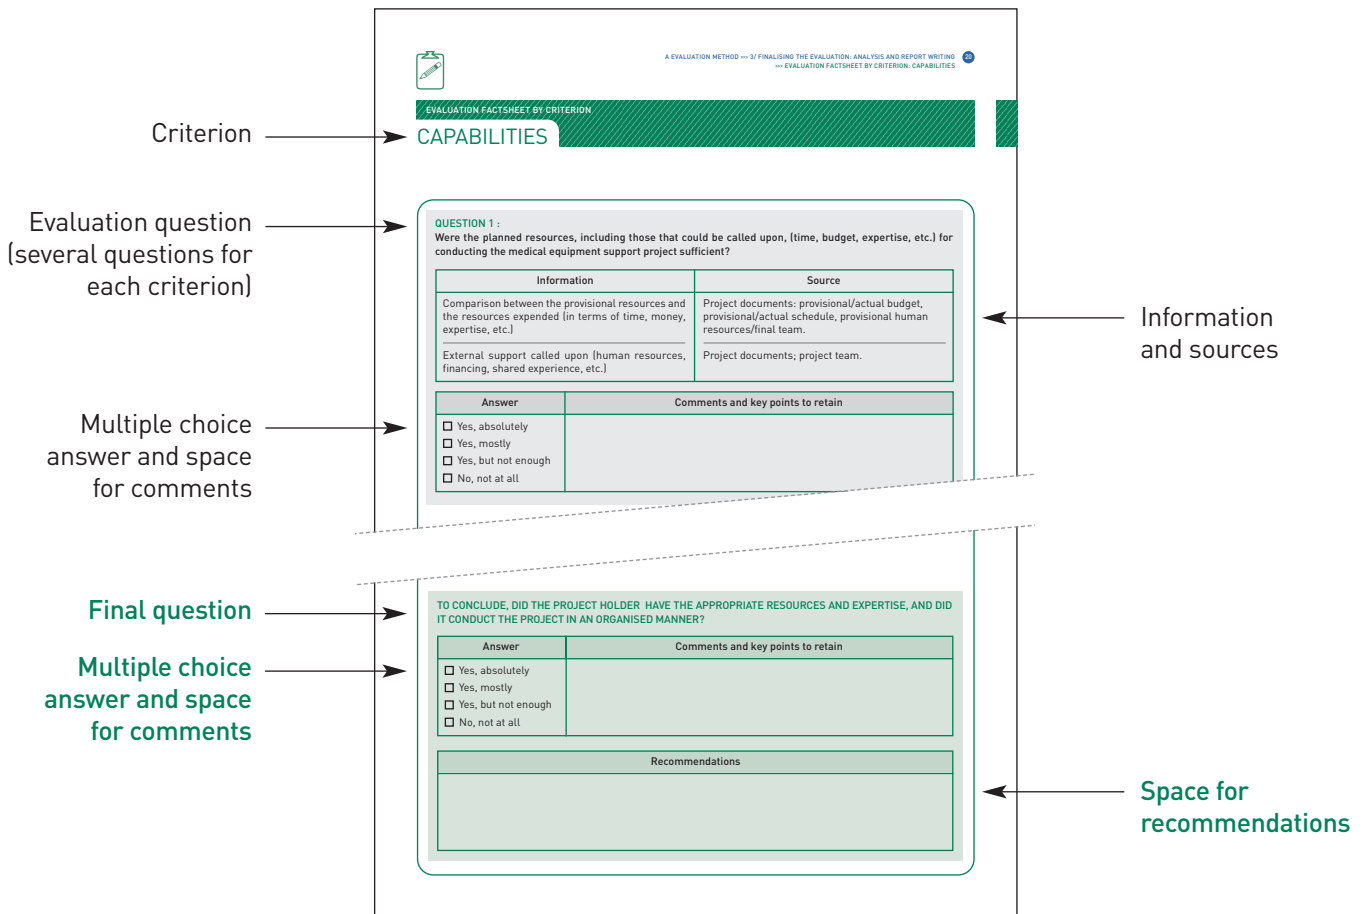 A EVALUATION METHOD »»» 3/ FINALISING THE EVALUATION: ANALYSIS AND REPORT WRITING 20
»»» EVALUATION FACTSHEET BY CRITERION: CAPABILITIES
EVALUATION FACTSHEET BY CRITERION
Criterion
CAPABILITIES
Evaluation question
(several questions for
each criterion)
QUESTION 1 :
Were the planned resources, including those that could be called upon, (time, budget, expertise, etc.) for
conducting the medical equipment support project sufficient?
Information
Source
Comparison between the provisional resources and
the resources expended (in terms of time, money,
expertise, etc.)
Project documents: provisional/actual budget,
provisional/actual schedule, provisional human
resources/final team.
External support called upon (human resources,
financing, shared experience, etc.)
Project documents; project team.
Information
and sources
Multiple choice
answer and space
for comments
Answer
Comments and key points to retain
Yes, absolutely
Yes, mostly
Yes, but not enough
No, not at all
Final question
TO CONCLUDE, DID THE PROJECT HOLDER HAVE THE APPROPRIATE RESOURCES AND EXPERTISE, AND DID
IT CONDUCT THE PROJECT IN AN ORGANISED MANNER?
Multiple choice
answer and space
for comments
Answer
Comments and key points to retain
Yes, absolutely
Yes, mostly
Yes, but not enough
No, not at all
Recommendations
Space for
recommendations